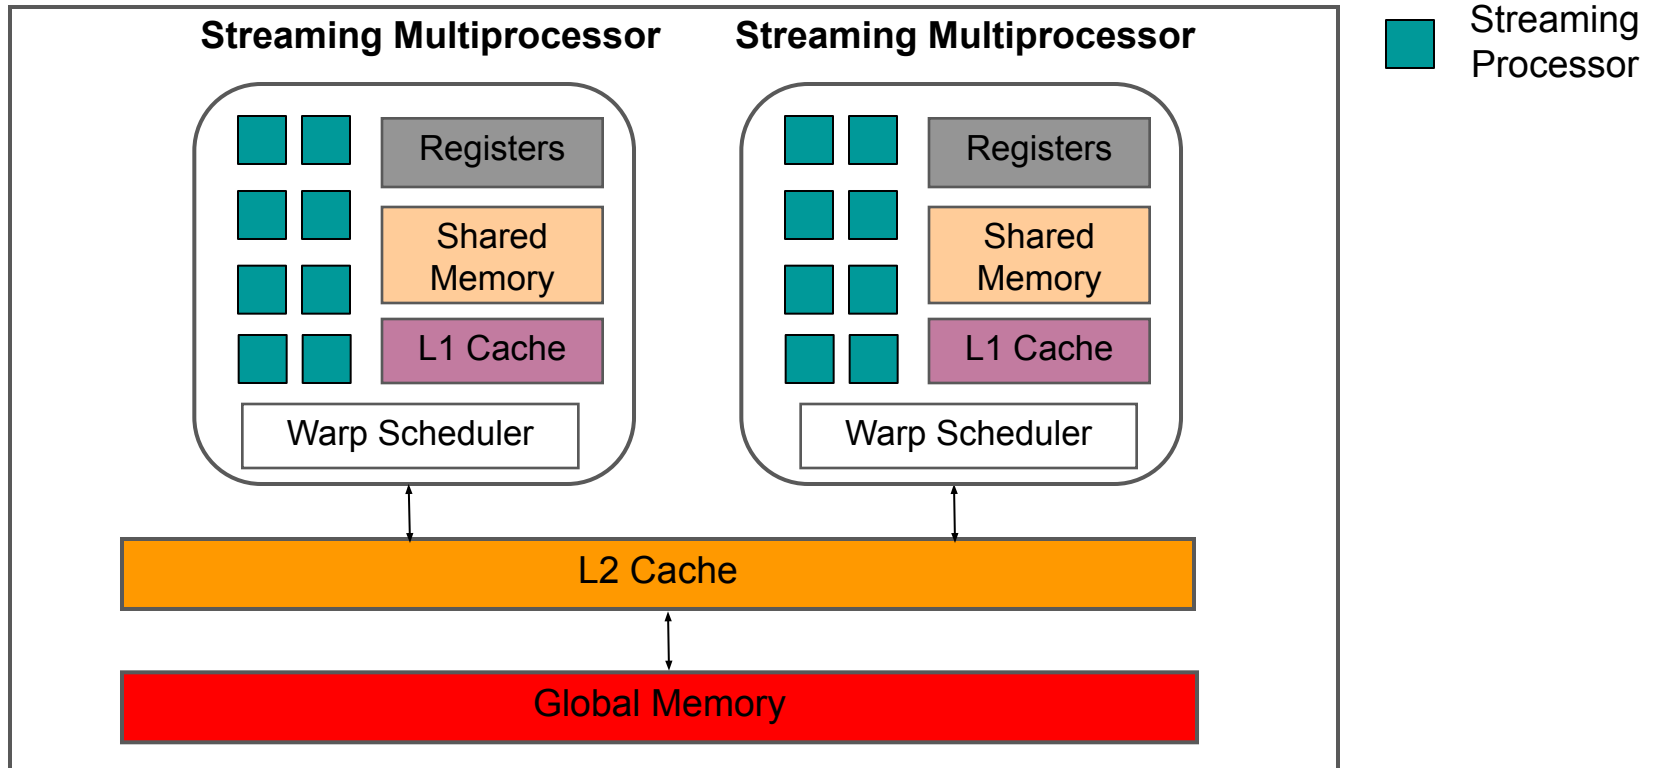 Streaming Multiprocessor
Streaming Multiprocessor
Streaming
Processor
Registers
Shared
Memory
L1 Cache
Warp Scheduler
Registers
Shared
Memory
L1 Cache
Warp Scheduler
L2 Cache
Global Memory